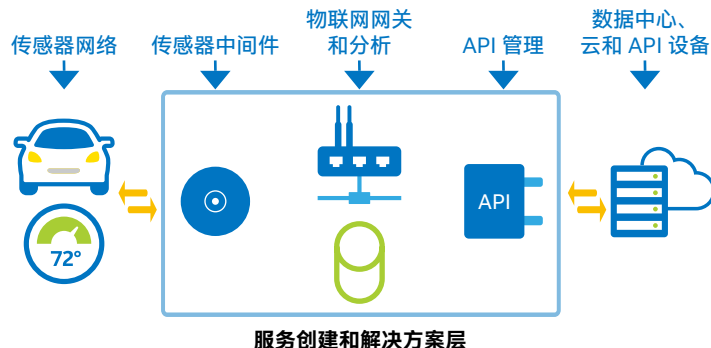 传感器网络
传感器中间件
物联网网关
和分析
API 管理
数据中心、
云和 API 设备
72°
API
服务创建和解决方案层